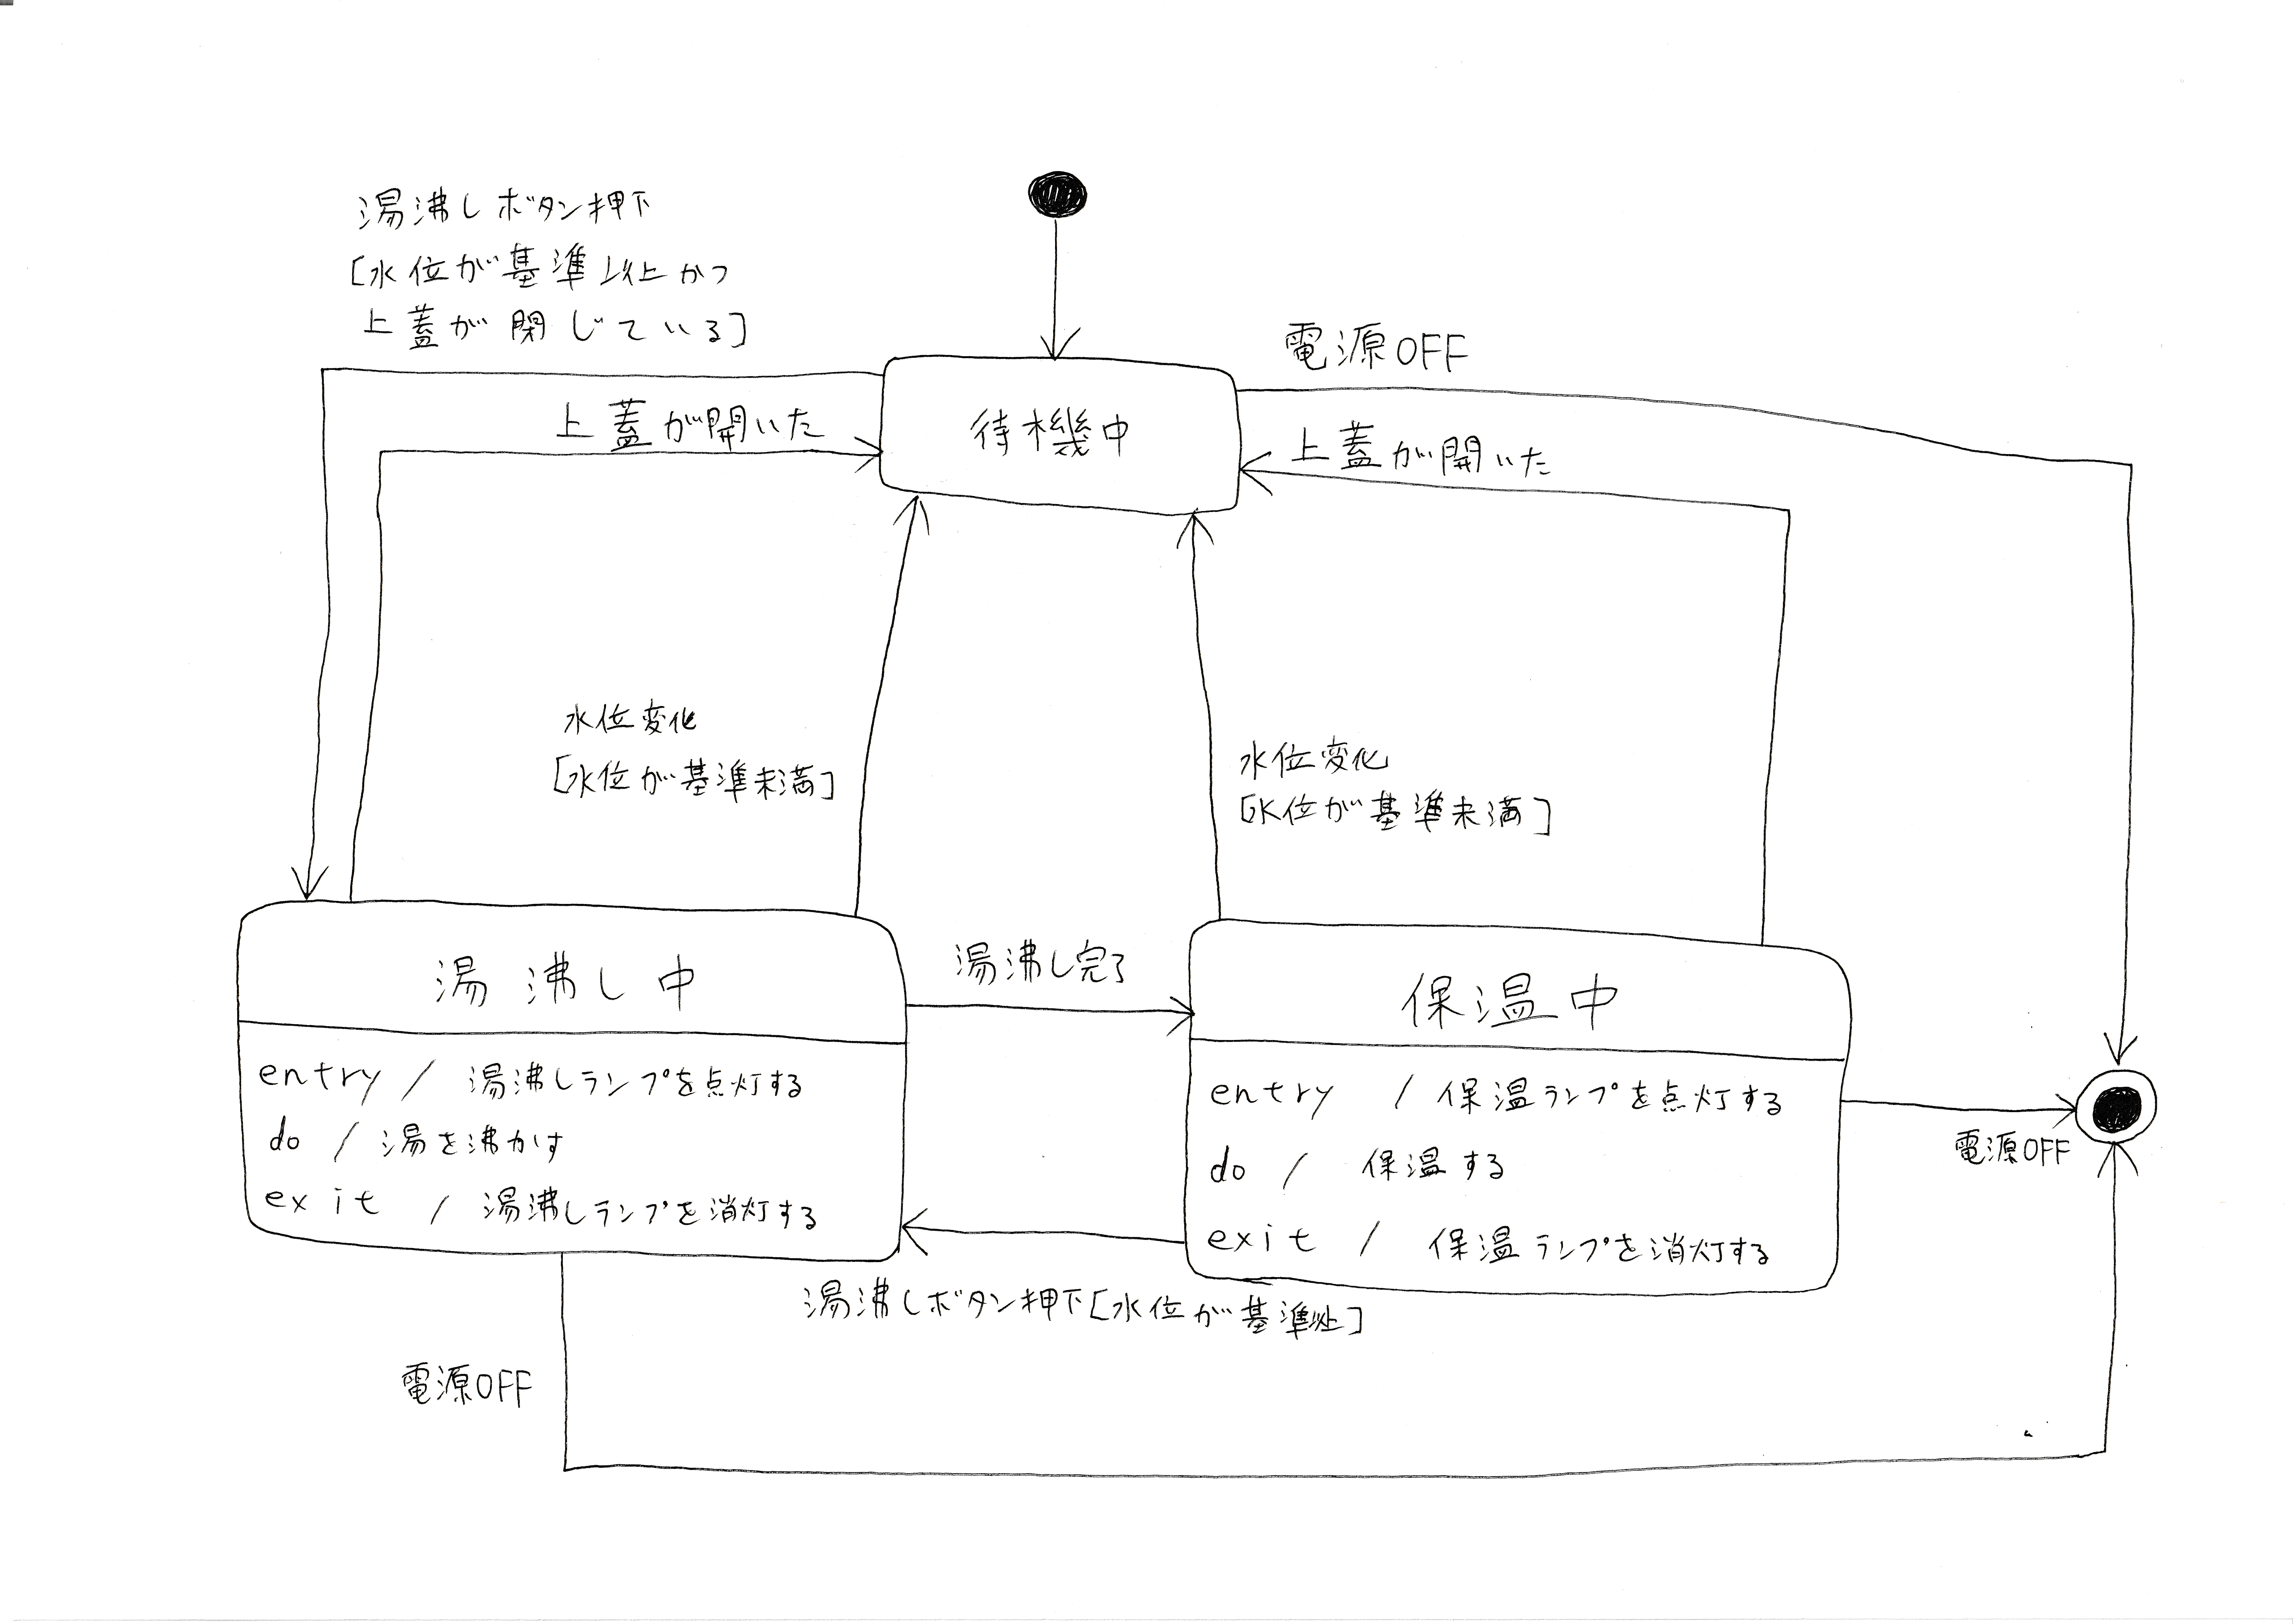 湯沸しボタン押下
[水位が基準以上かつ
上蓋が閉じている]
電源OFF
上蓋が開いた
待機中
上蓋が開いた
水位変化
[水位が基準未満]
水位変化
[水位が基準未満]
湯沸し中
湯沸し完了
保温中
entry / 湯沸しランプを点灯する
do / 湯を沸かす
exit / 湯沸しランプを消灯する
entry / 保温ランプを点灯する
do / 保温する
exit / 保温ランプを消灯する
電源OFF
湯沸しボタン押下[水位が基準以上]
電源OFF